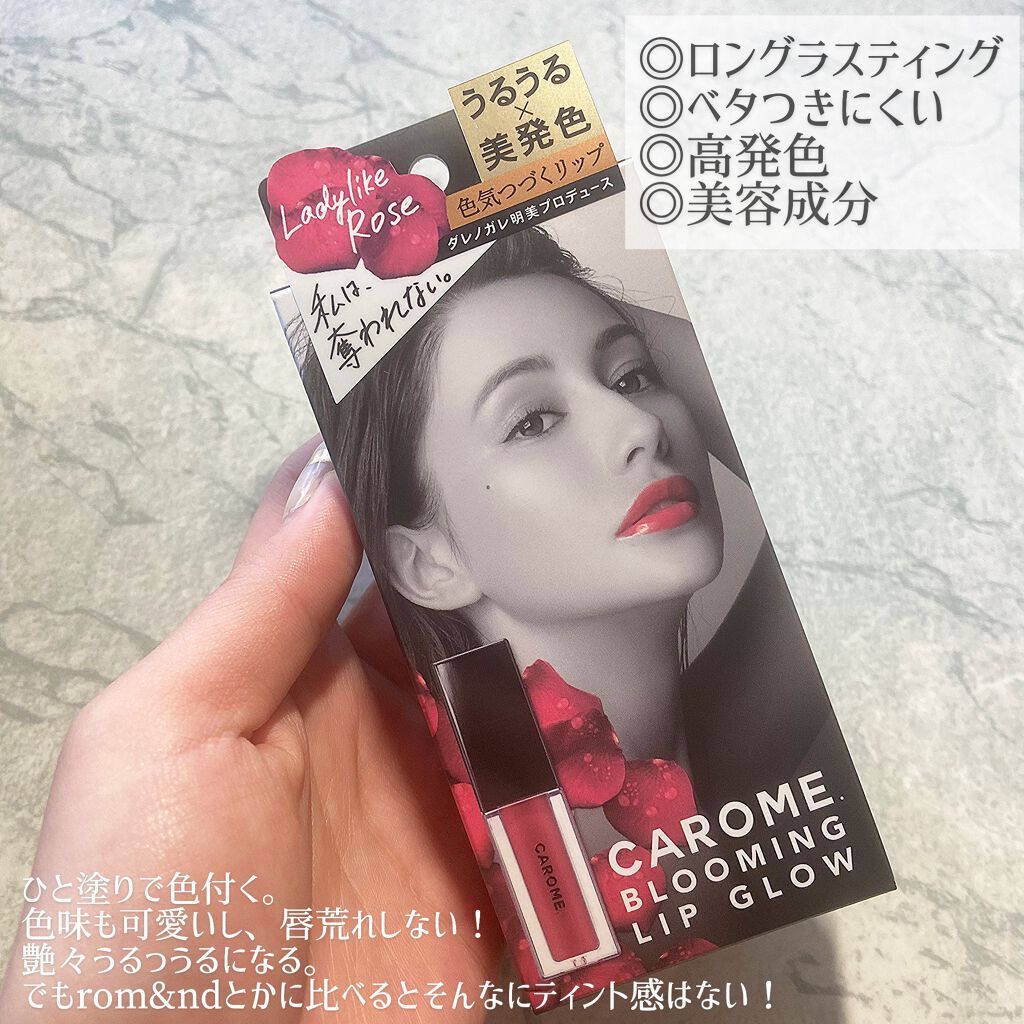 ◎ロングラスティング
◎ベタつきにくい
◎高発色
◎美容成分
うるうる
×
美発色
色気つづくリップ
ダレノガレ明美プロデュース
Ladylike
Rose
私は、
奪われない。
CAROME.
CAROME.
BLOOMING
LIP GLOW
ひと塗りで色付く。
色味も可愛いし、唇荒れしない！
艶々うるっうるになる。
でもrom&ndとかに比べるとそんなにティント感はない！